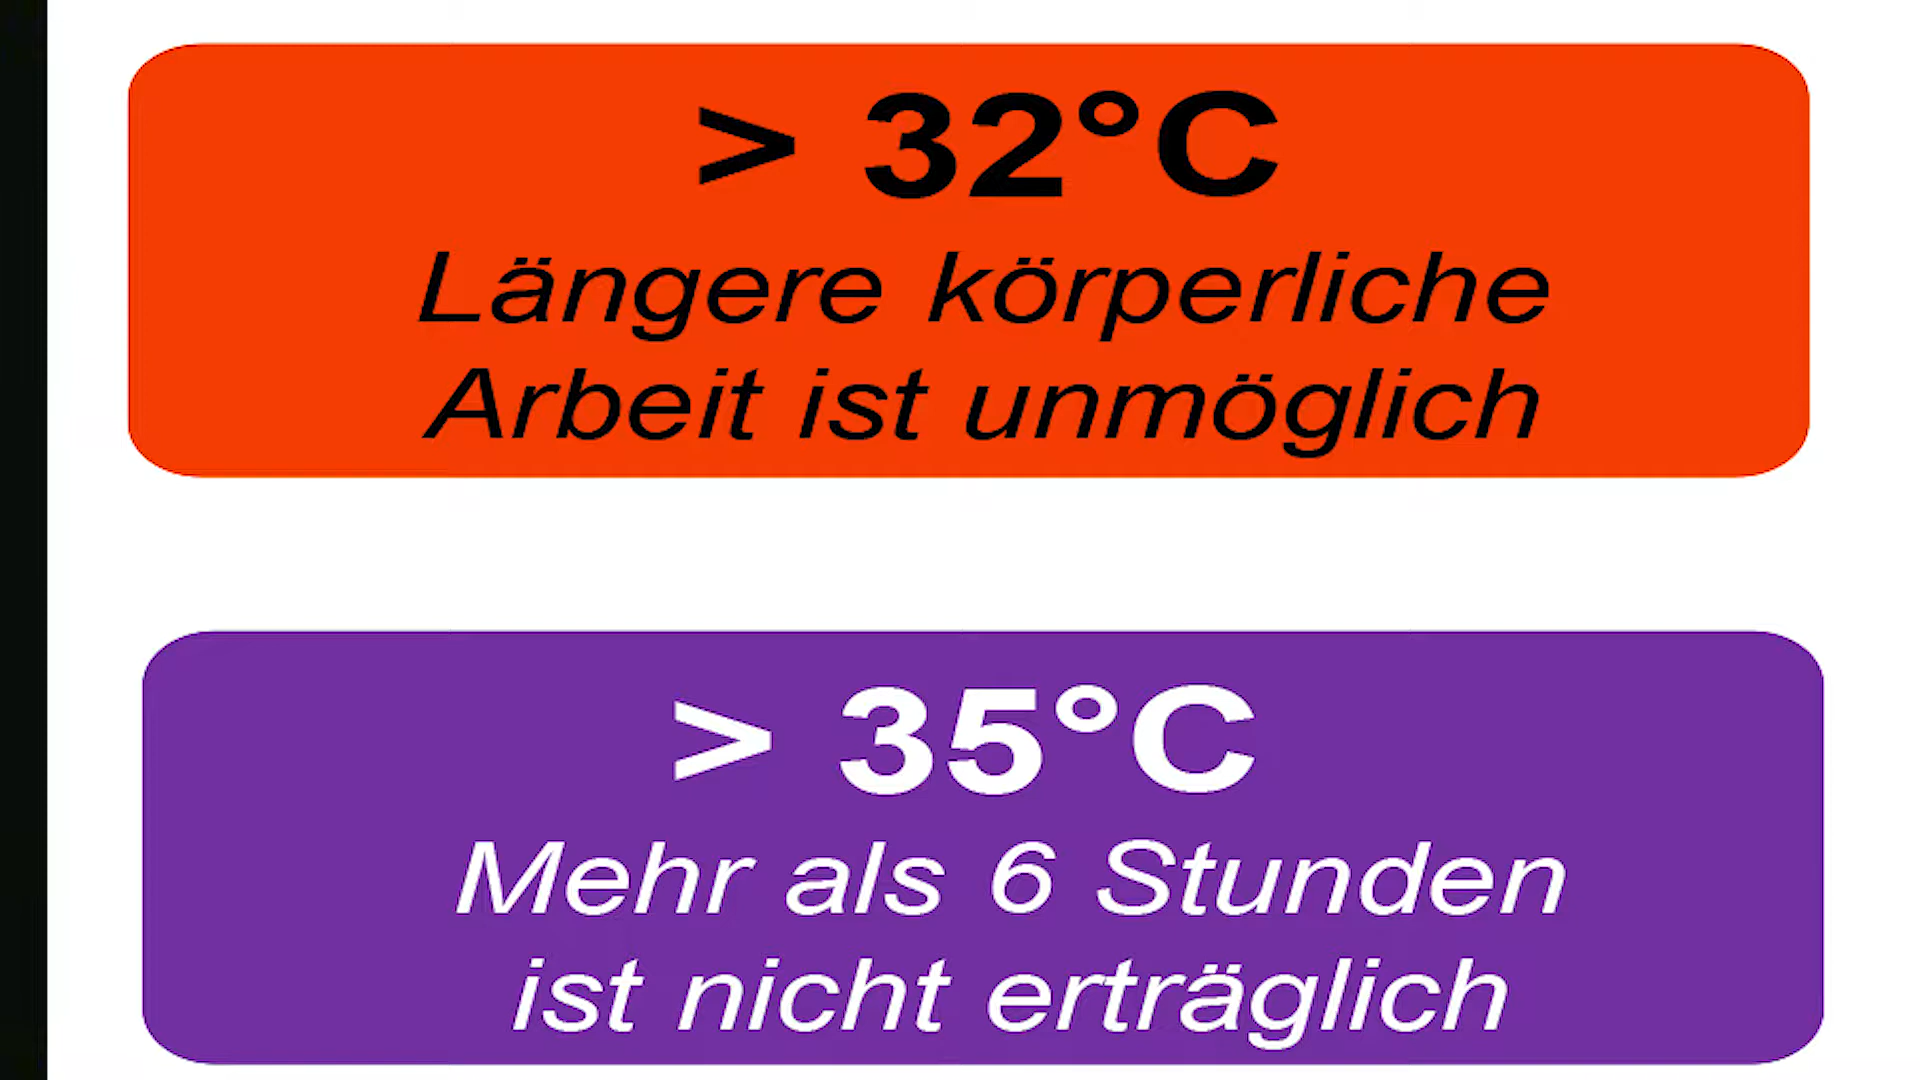 > 32°C
Längere körperliche
Arbeit ist unmöglich
> 35°C
Mehr als 6 Stunden
ist nicht erträglich